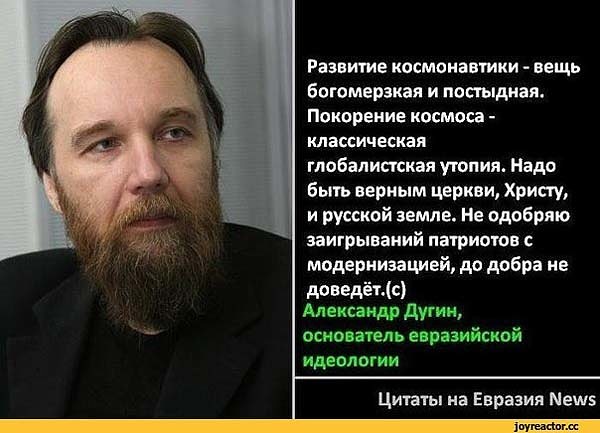 Развитие космонавтики - вещь
богомерзкая и постыдная.
Покорение космоса -
классическая
глобалистская утопия. Надо
быть верным церкви, Христу,
и русской земле. Не одобряю
заигрываний патриотов с
модернизацией, до добра не
доведёт.(с)
Александр Дугин,
основатель евразийской
идеологии
Цитаты на Евразия News
joyreactor.cc